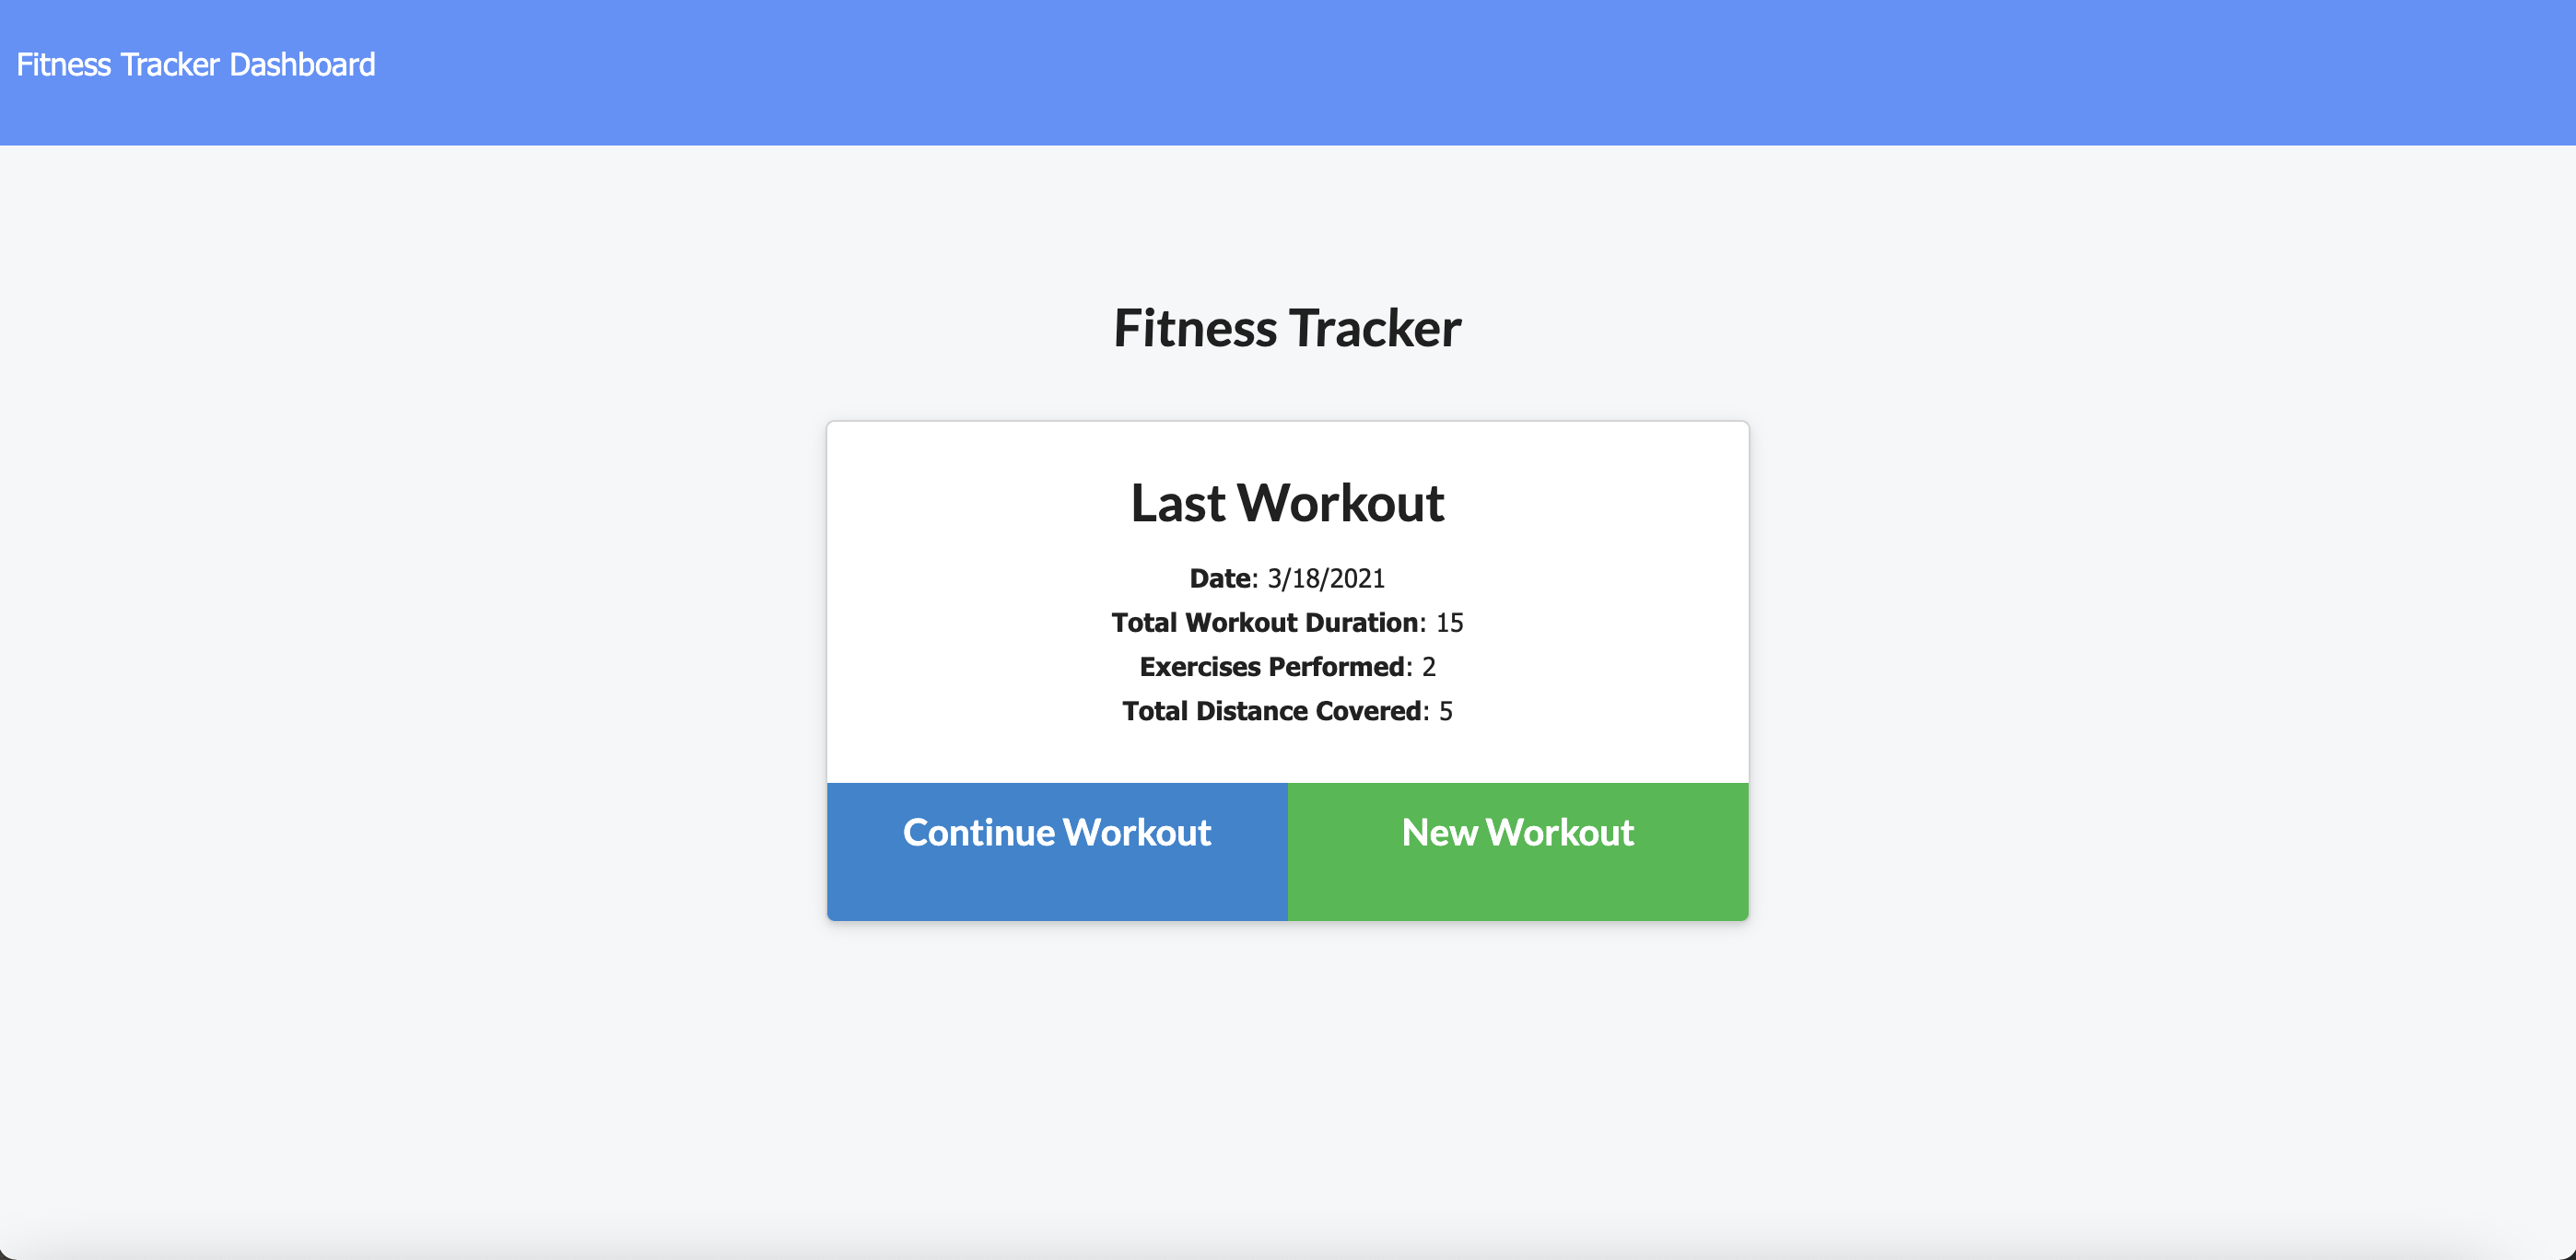 Fitness Tracker Dashboard
Fitness Tracker
Last Workout
Date: 3/18/2021
Total Workout Duration: 15
Exercises Performed: 2
Total Distance Covered: 5
Continue Workout
New Workout